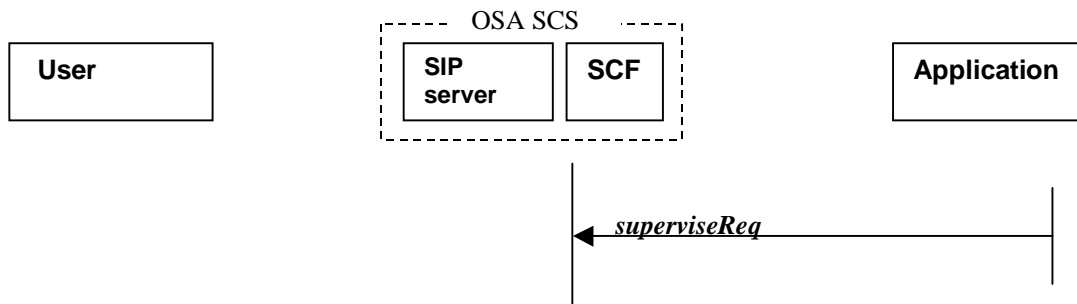 OSA SCS
User
SIP
server
SCF
Application
superviseReq